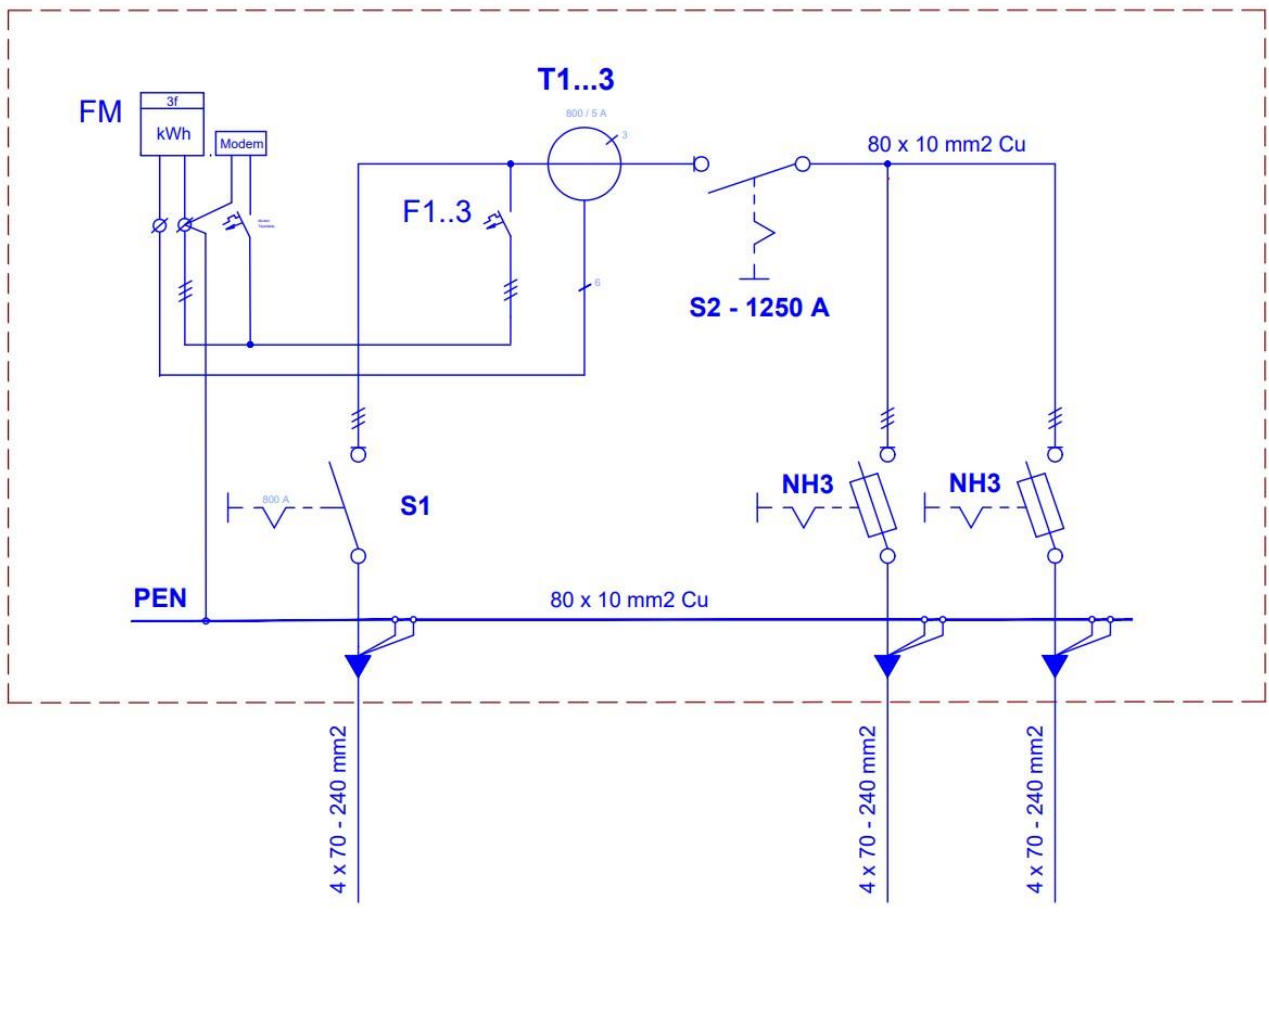 T1...3
FM
3f
kWh
Modem
800 / 5 A
3
80 x 10 mm2 Cu
F1..3
6
S2 - 1250 A
NH3
NH3
800 A
S1
PEN
80 x 10 mm2 Cu
4 x 70 - 240 mm2
4 x 70 - 240 mm2
4 x 70 - 240 mm2